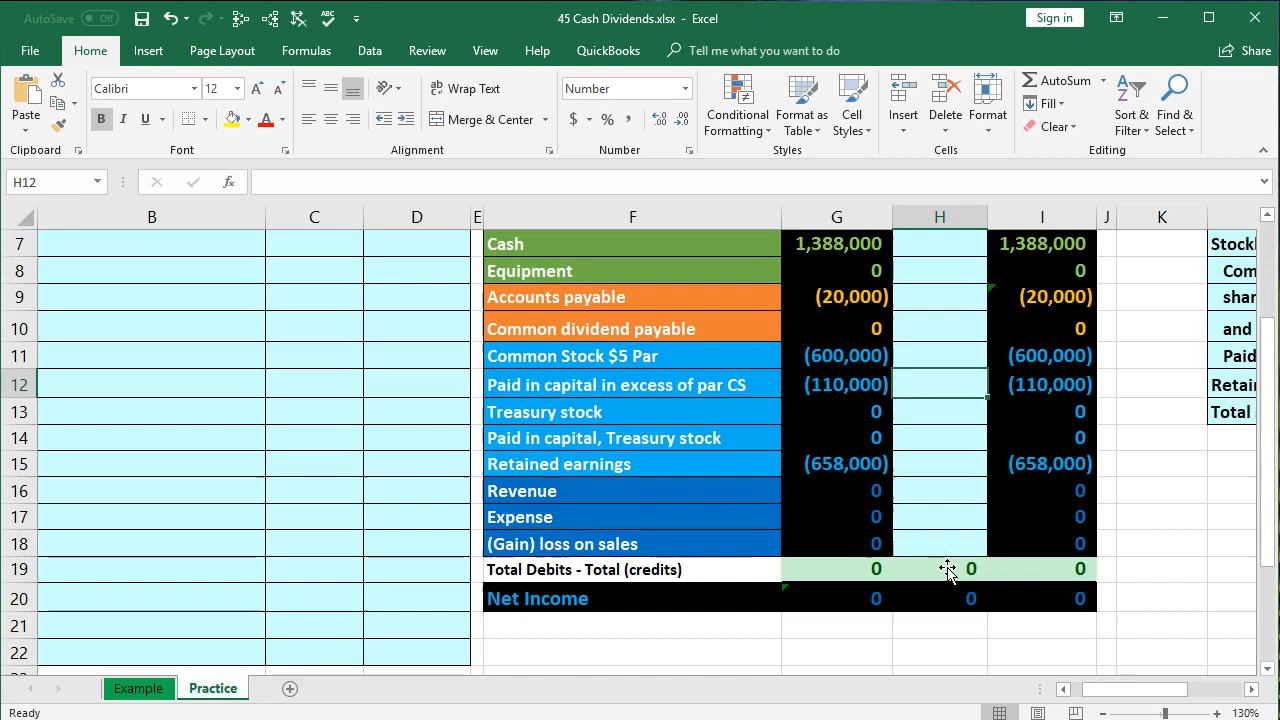 AutoSave Off 45 Cash Dividends.xlsx - Excel Sign in
File Home Insert Page Layout Formulas Data Review View Help QuickBooks Tell me what you want to do Share
Paste Calibri 12 Wrap Text Number AutoSum
B I U Merge & Center $ % Conditional Formatting Format as Table Cell Styles Insert Delete Format Fill Clear Sort & Filter Find & Select
Clipboard Font Alignment Number Styles Cells Editing
H12 fx
B C D E F G H I J K
7 Cash 1,388,000 1,388,000 Stock
8 Equipment 0 0 Com
9 Accounts payable (20,000) (20,000) shar
10 Common dividend payable 0 0 and
11 Common Stock $5 Par (600,000) (600,000) Paid
12 Paid in capital in excess of par CS (110,000) (110,000) Retai
13 Treasury stock 0 0 Total
14 Paid in capital, Treasury stock 0 0
15 Retained earnings (658,000) (658,000)
16 Revenue 0 0
17 Expense 0 0
18 (Gain) loss on sales 0 0
19 Total Debits - Total (credits) 0 0 0
20 Net Income 0 0 0
21
22
Example Practice
Ready 130%